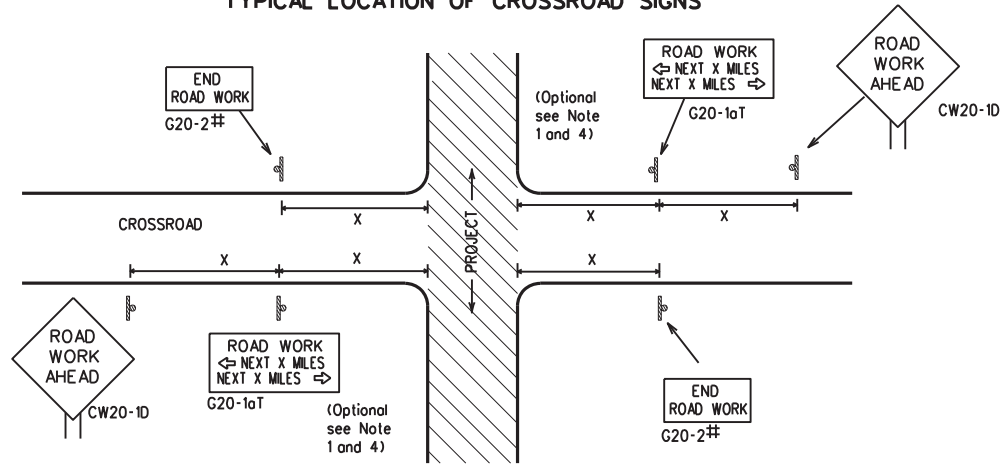 TYPICAL LOCATION OF CROSSROAD SIGNS
END
ROAD WORK
G20-2#
(Optional
see Note
1 and 4)
ROAD WORK
⇦ NEXT X MILES
NEXT X MILES ⇨
G20-1aT
ROAD
WORK
AHEAD
CW20-1D
X
X
X
CROSSROAD
PROJECT
X
X
X
ROAD
WORK
AHEAD
CW20-1D
ROAD WORK
⇦ NEXT X MILES
NEXT X MILES ⇨
G20-1aT
(Optional
see Note
1 and 4)
END
ROAD WORK
G20-2#